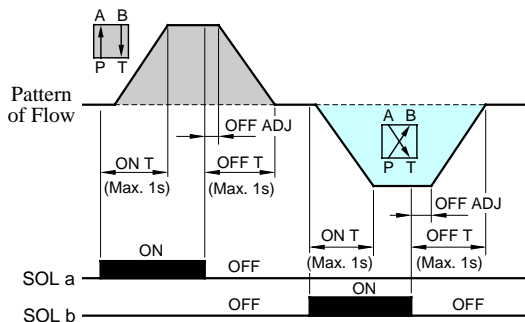 A B
P T
Pattern
of Flow
A B
P T
OFF ADJ
ON T
(Max. 1s)
OFF T
(Max. 1s)
OFF ADJ
ON T
(Max. 1s)
OFF T
(Max. 1s)
ON
OFF
SOL a
ON
OFF
OFF
SOL b